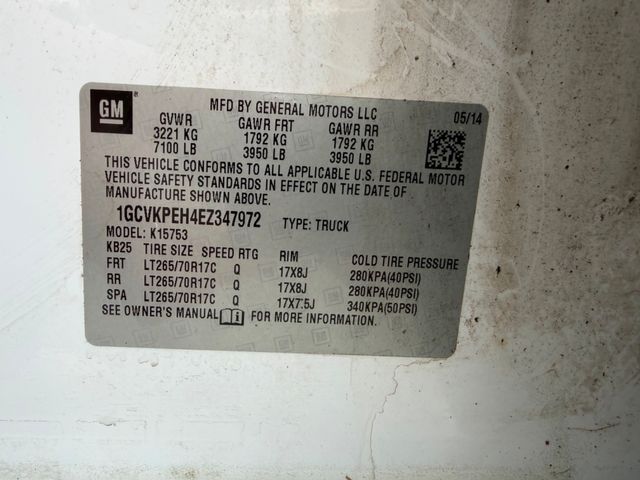 GM
MFD BY GENERAL MOTORS LLC 05/14
GVWR GAWR FRT GAWR RR
3221 KG 1792 KG 1792 KG
7100 LB 3950 LB 3950 LB
THIS VEHICLE CONFORMS TO ALL APPLICABLE U.S. FEDERAL MOTOR
VEHICLE SAFETY STANDARDS IN EFFECT ON THE DATE OF
MANUFACTURE SHOWN ABOVE.
1GCVKPEH4EZ347972 TYPE: TRUCK
MODEL: K15753
KB25 TIRE SIZE SPEED RTG RIM COLD TIRE PRESSURE
FRT LT265/70R17C Q 17X8J 280KPA(40PSI)
RR LT265/70R17C Q 17X8J 280KPA(40PSI)
SPA LT265/70R17C Q 17X7.5J 340KPA(50PSI)
SEE OWNER'S MANUAL FOR MORE INFORMATION.